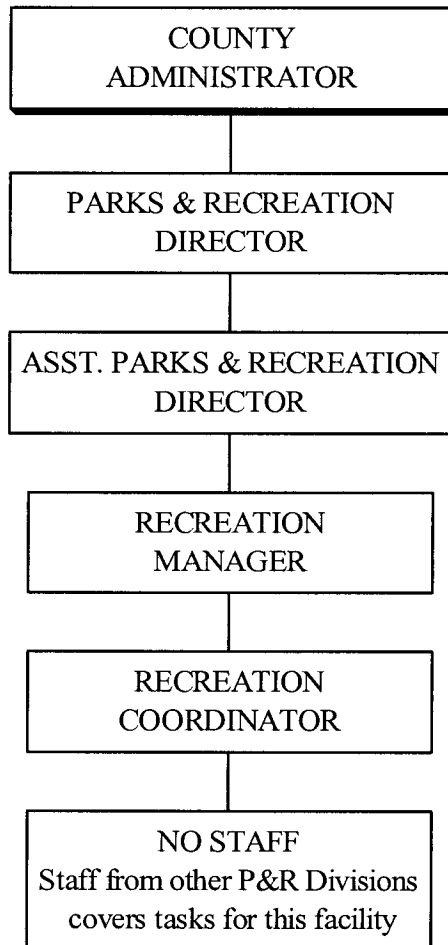 COUNTY
ADMINISTRATOR
PARKS & RECREATION
DIRECTOR
ASST. PARKS & RECREATION
DIRECTOR
RECREATION
MANAGER
RECREATION
COORDINATOR
NO STAFF
Staff from other P&R Divisions
covers tasks for this facility